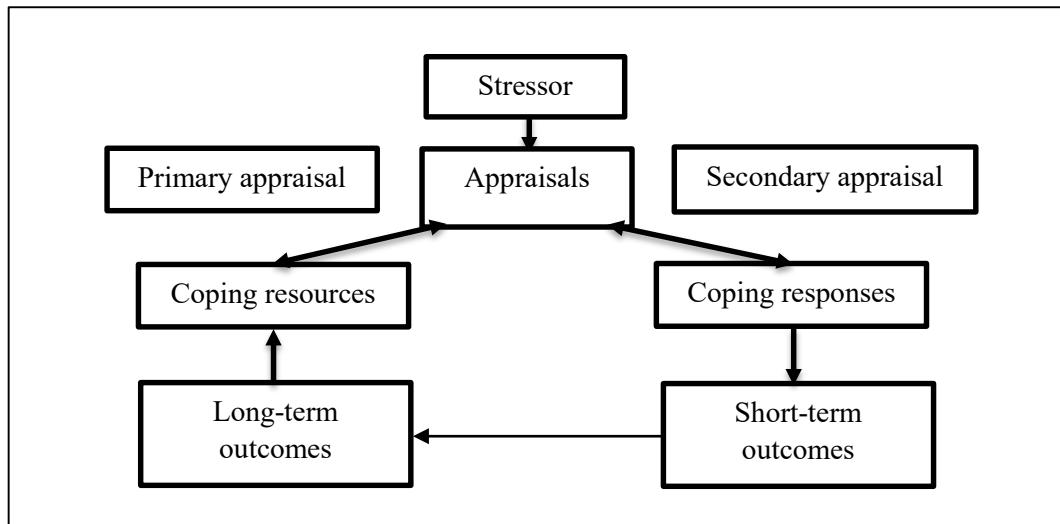 Stressor
Primary appraisal
Appraisals
Secondary appraisal
Coping resources
Coping responses
Long-term
outcomes
Short-term
outcomes